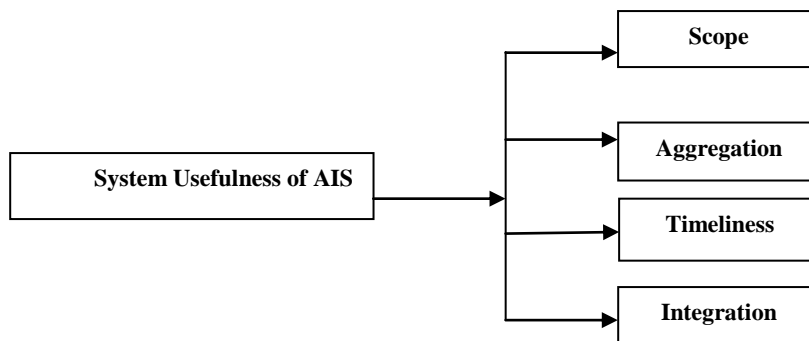 Scope
Aggregation
System Usefulness of AIS
Timeliness
Integration